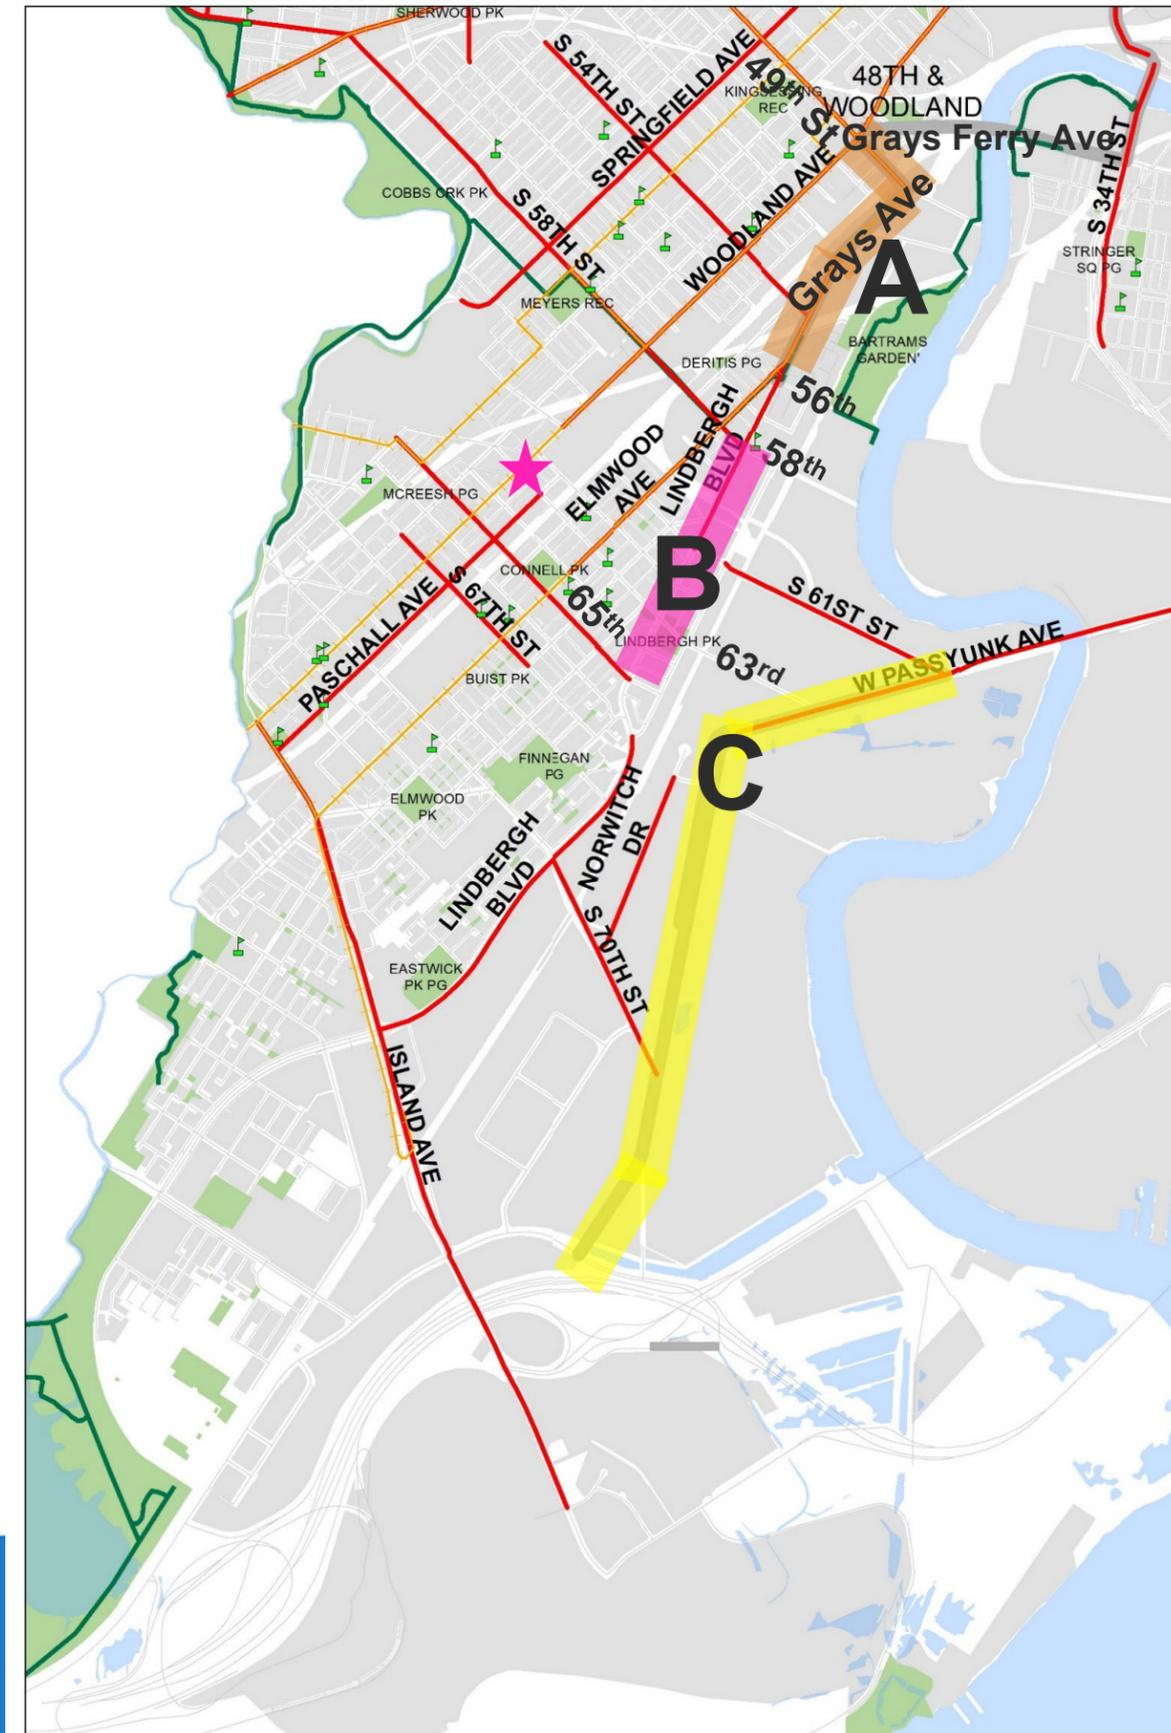 SHERWOOD PK
S 54TH ST
SPRINGFIELD AVE
49th St
KINGSESSING
REC
48TH &
WOODLAND
Grays Ferry Ave
S 34TH ST
COBBS CRK PK
S 58TH ST
WOODLAND AVE
Grays Ave
A
STRINGER
SQ PG
MEYERS REC
BARTRAMS
GARDEN'
DERITIS PG
56th
LINDBERGH
BLVD
58th
ELMWOOD
AVE
MCREESH PG
B
CONNELL PK
S 67TH ST
65th
S 61ST ST
LINDBERGH PK
63rd
W PASSYUNK AVE
PASCHALL AVE
BUIST PK
C
FINNEGAN
PG
ELMWOOD
PK
NORWITCH
DR
LINDBERGH
BLVD
S 70TH ST
EASTWICK
PK PG
ISLAND AVE